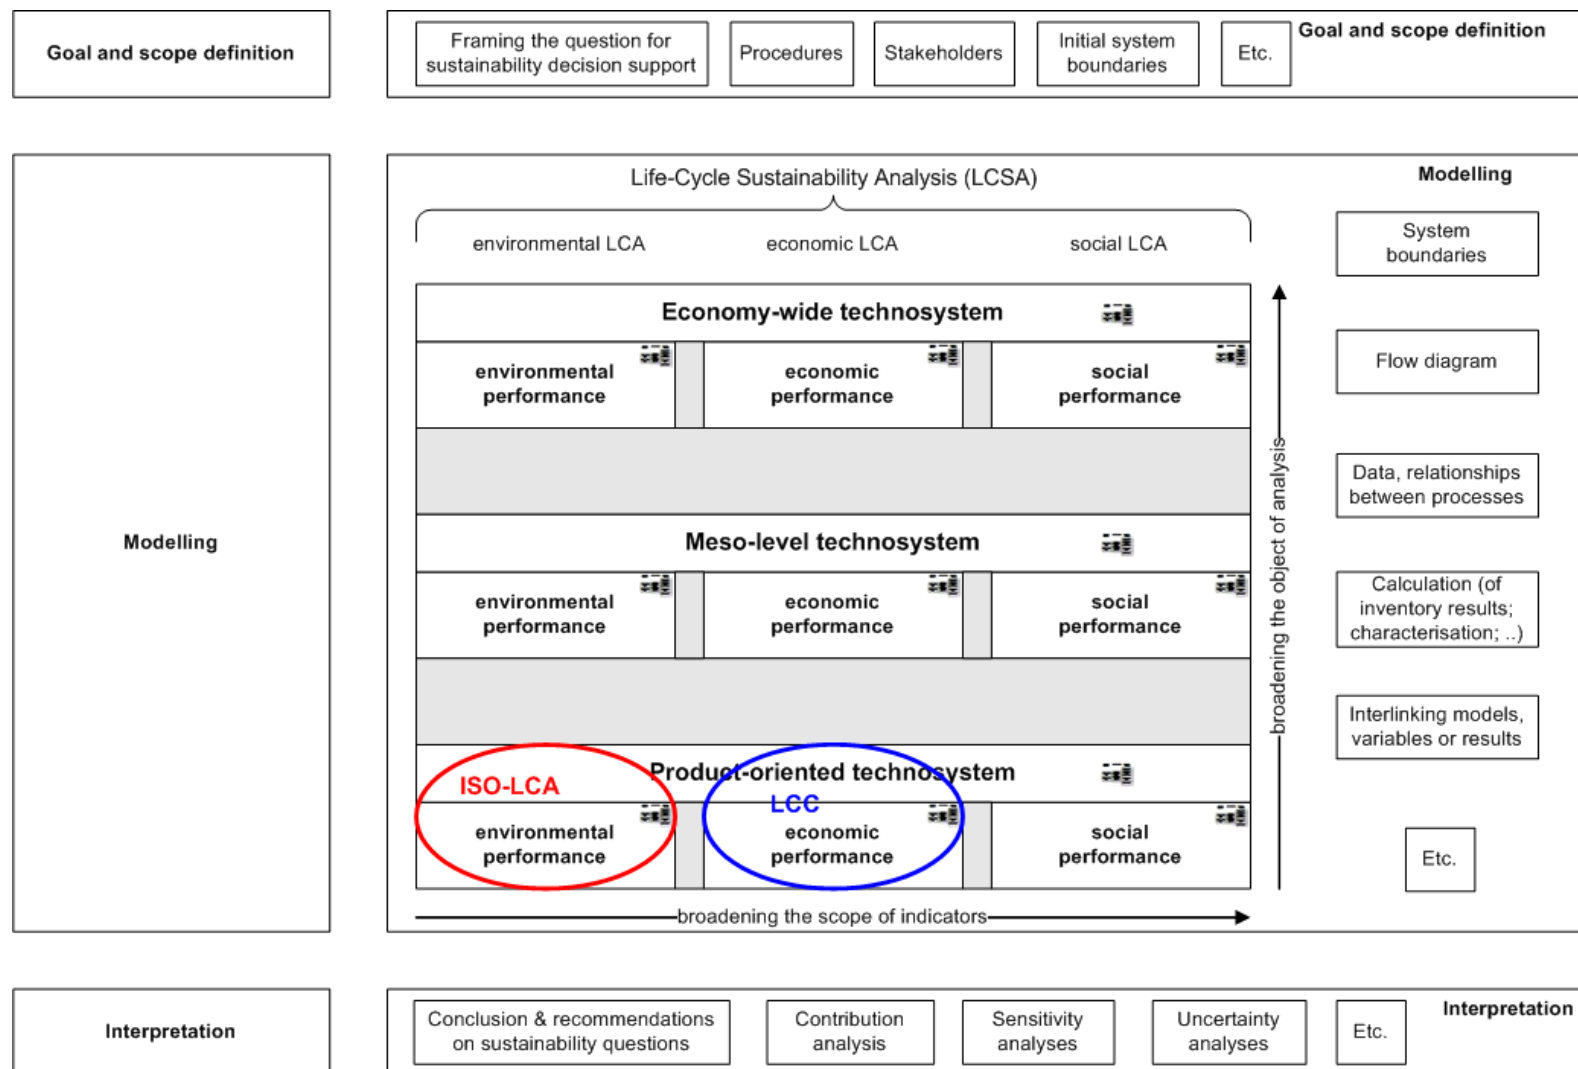 Goal and scope definition
Framing the question for
sustainability decision support
Procedures
Stakeholders
Initial system
boundaries
Etc.
Goal and scope definition
Modelling
Life-Cycle Sustainability Analysis (LCSA)
environmental LCA
economic LCA
social LCA
Economy-wide technosystem
environmental
performance
economic
performance
social
performance
Meso-level technosystem
environmental
performance
economic
performance
social
performance
Product-oriented technosystem
ISO-LCA
LCC
environmental
performance
economic
performance
social
performance
broadening the scope of indicators
broadening the object of analysis
Modelling
System
boundaries
Flow diagram
Data, relationships
between processes
Calculation (of
inventory results;
characterisation; ..)
Interlinking models,
variables or results
Etc.
Interpretation
Conclusion & recommendations
on sustainability questions
Contribution
analysis
Sensitivity
analyses
Uncertainty
analyses
Etc.
Interpretation